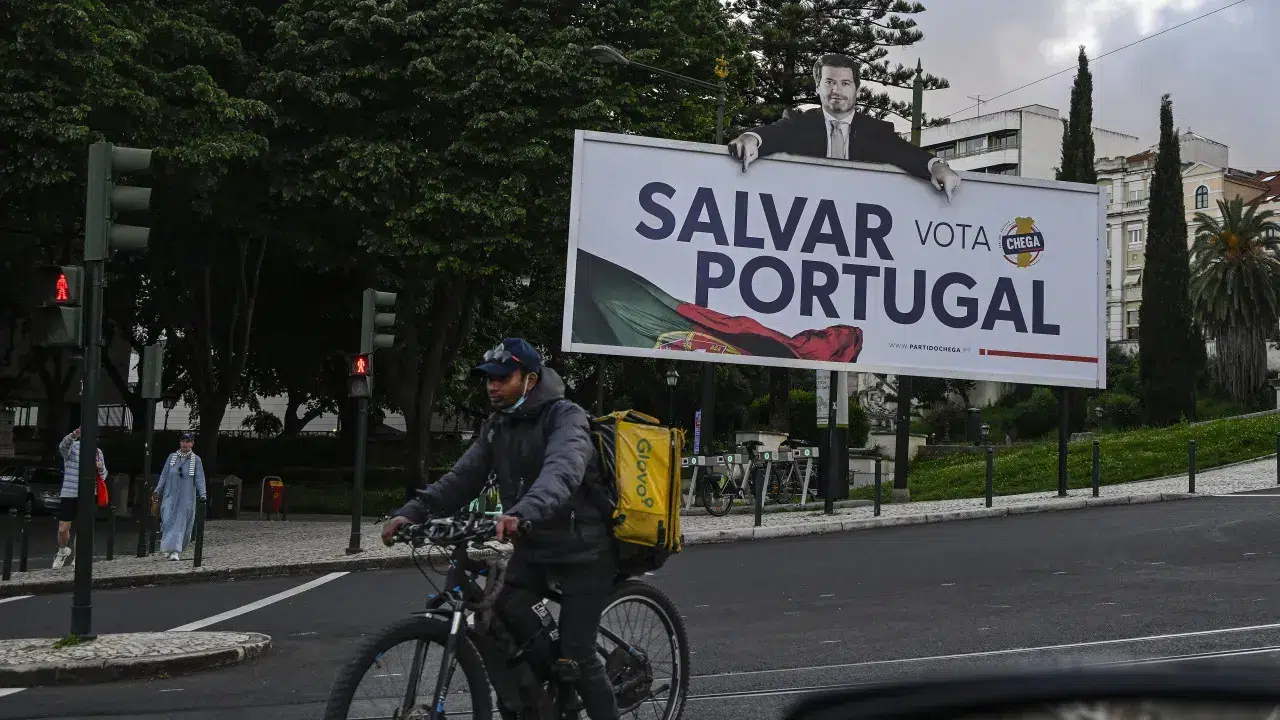 SALVAR
PORTUGAL
VOTA
CHEGA
WWW.PARTIDOCHEGA.PT
Glovo